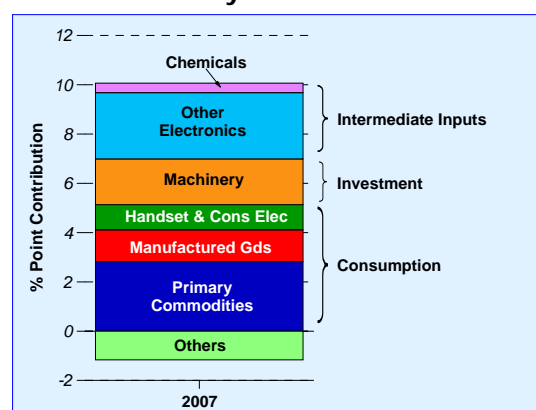 12
10
8
6
4
2
0
-2
% Point Contribution
Chemicals
Other
Electronics
Machinery
Handset & Cons Elec
Manufactured Gds
Primary
Commodities
Others
Intermediate Inputs
Investment
Consumption
2007